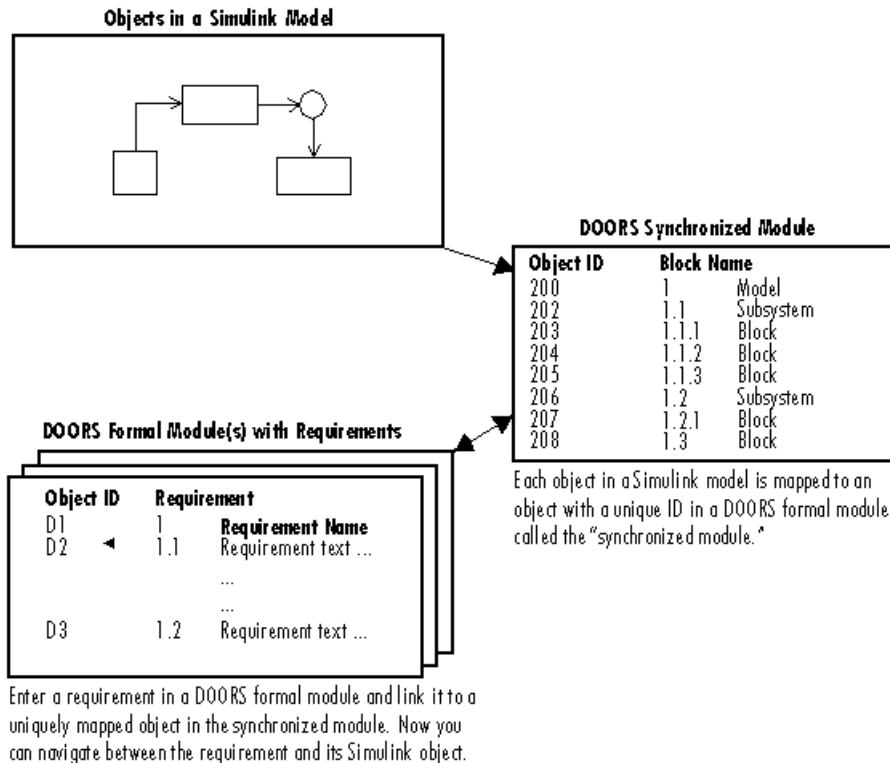 Objects in a Simulink Model
DOORS Synchronized Module
Object ID Block Name
200 1 Model
202 1.1 Subsystem
203 1.1.1 Block
204 1.1.2 Block
205 1.1.3 Block
206 1.2 Subsystem
207 1.2.1 Block
208 1.3 Block
Each object in a Simulink model is mapped to an
object with a unique ID in a DOORS formal module
called the “synchronized module.”
DOORS Formal Module(s) with Requirements
Object ID Requirement
D1 1 Requirement Name
D2 1.1 Requirement text ...
...
...
D3 1.2 Requirement text ...
Enter a requirement in a DOORS formal module and link it to a
uniquely mapped object in the synchronized module. Now you
can navigate between the requirement and its Simulink object.